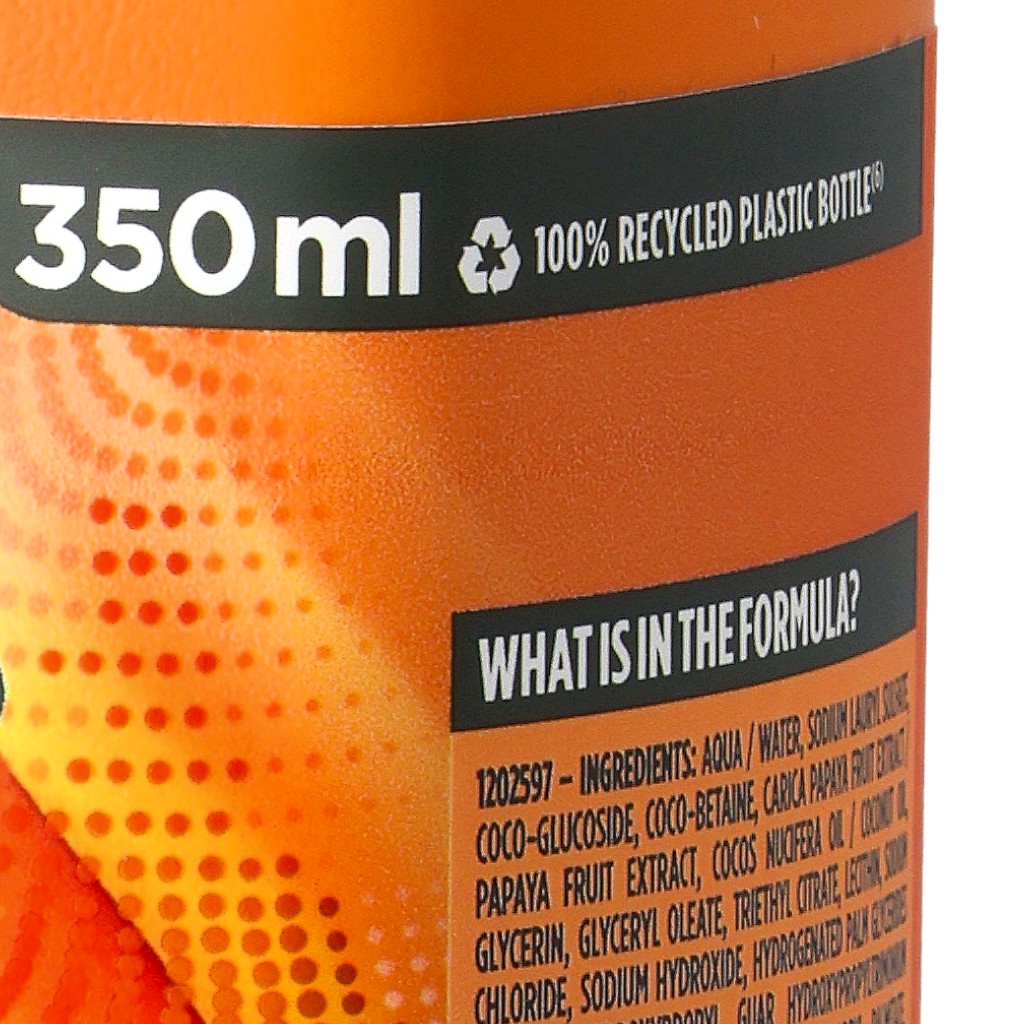 350 ml 100% RECYCLED PLASTIC BOTTLE(6)
WHAT IS IN THE FORMULA?
1202597 – INGREDIENTS: AQUA / WATER, SODIUM LAURYL SULFATE,
COCO-GLUCOSIDE, COCO-BETAINE, CARICA PAPAYA FRUIT EXTRACT
PAPAYA FRUIT EXTRACT, COCOS NUCIFERA OIL / COCONUT OIL,
GLYCERIN, GLYCERYL OLEATE, TRIETHYL CITRATE, LECITHIN, SODIUM
CHLORIDE, SODIUM HYDROXIDE, HYDROGENATED PALM GLYCERIDES
GUAR